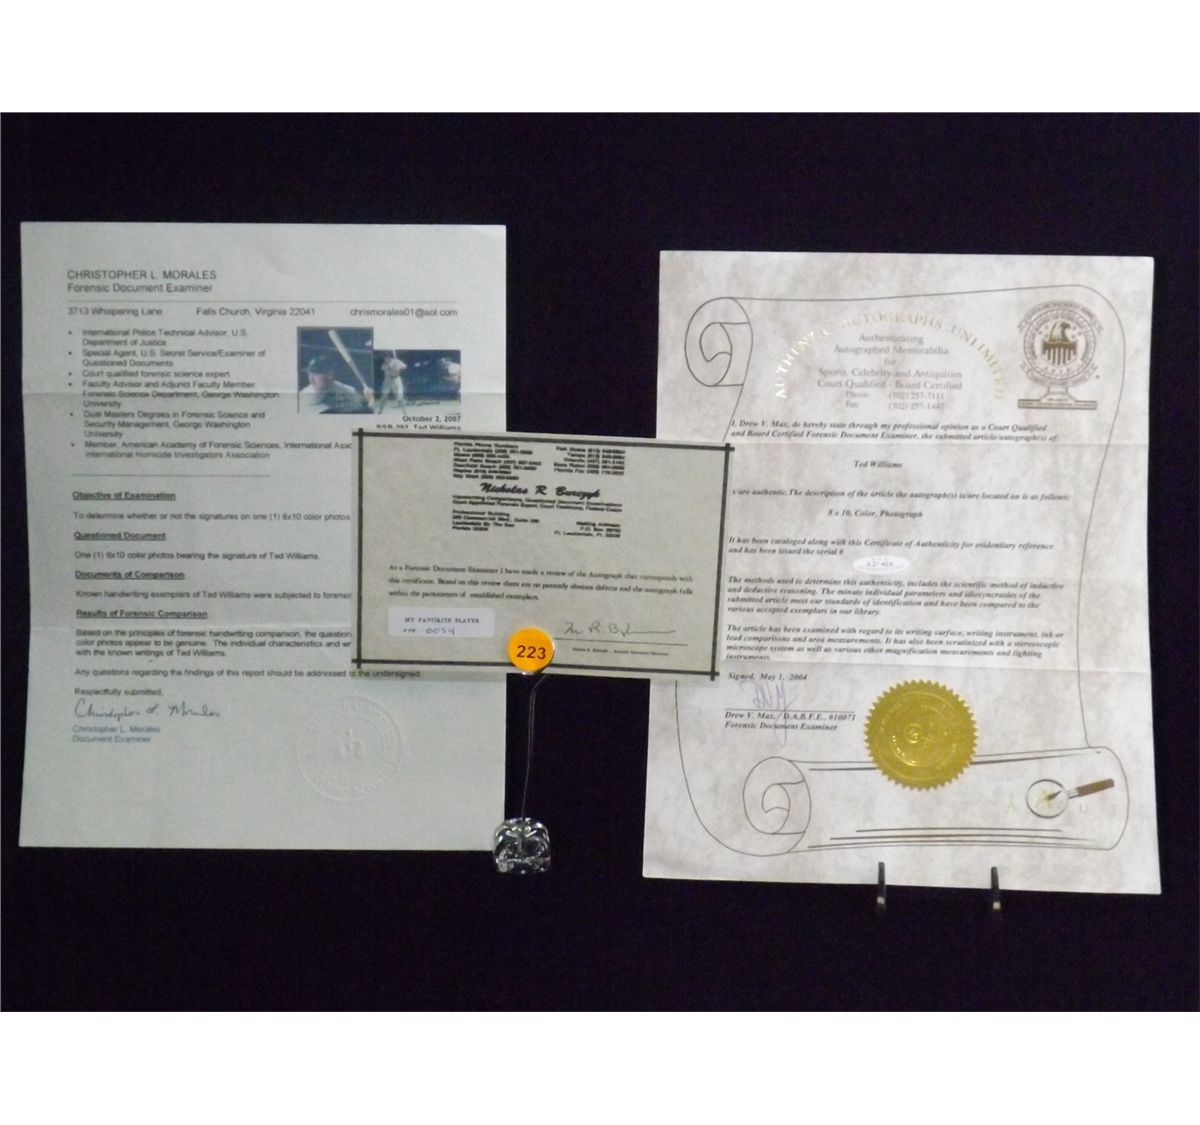 CHRISTOPHER L. MORALES
Forensic Document Examiner
3713 Whispering Lane Falls Church, Virginia 22041 chrismorales01@aol.com
International Police Technical Advisor, U.S.
Department of Justice
Special Agent, U.S. Secret Service/Examiner of
Questioned Documents
Court qualified forensic science expert
Faculty Advisor and Adjunct Faculty Member
Forensic Science Department, George Washington
University
Dual Masters Degrees in Forensic Science and
Security Management, George Washington
University
Member, American Academy of Forensic Sciences, International Asso
International Homicide Investigators Association
October 2, 2007
Ted Williams
Objective of Examination
To determine whether or not the signatures on one (1) 8x10 color photos
Questioned Document
One (1) 8x10 color photos bearing the signature of Ted Williams.
Documents of Comparison
Known handwriting exemplers of Ted Williams were subjected to forensic
Results of Forensic Comparison
Based on the principles of forensic handwriting comparison, the question
color photos appear to be genuine. The individual characteristics and wr
with the known writings of Ted Williams.
Any questions regarding the findings of this report should be addressed to the undersigned.
Respectfully submitted,
Christopher L. Morales
Christopher L. Morales
Document Examiner
Nicholas R. Burczyk
Professional Building
Mailing Address
As a Forensic Document Examiner I have made a review of the Autograph that corresponds with
this certificate. Based on this review there are no patently obvious defects and the autograph falls
within the parameters of established exemplars.
MY FAVORITE PLAYER
0054
223
AUTHENTIC AUTOGRAPHS UNLIMITED
Authenticating
Autographed Memorabilia
for
Sports, Celebrity and Antiquities
Court Qualified - Board Certified
Phone: (702) 257-7111
Fax: (702) 257-1447
I, Drew V. Max, do hereby state through my professional opinion as a Court Qualified
and Board Certified Forensic Document Examiner, the submitted article/autograph(s) of:
Ted Williams
is/are authentic. The description of the article the autograph(s) is/are located on is as follows:
8 x 10, Color, Photograph
It has been cataloged along with this Certificate of Authenticity for evidentiary reference
and has been issued the serial #
The methods used to determine this authenticity, includes the scientific method of inductive
and deductive reasoning. The minute individual parameters and idiosyncrasies of the
submitted article meet our standards of identification and have been compared to the
various accepted exemplars in our library.
The article has been examined with regard to its writing surface, writing instrument, ink or
lead comparisons and area measurements. It has also been scrutinized with a stereoscopic
microscope system as well as various other magnification measurements and lighting
instruments.
Signed, May 1, 2004
Drew V. Max, D.A.B.F.E., #10071
Forensic Document Examiner